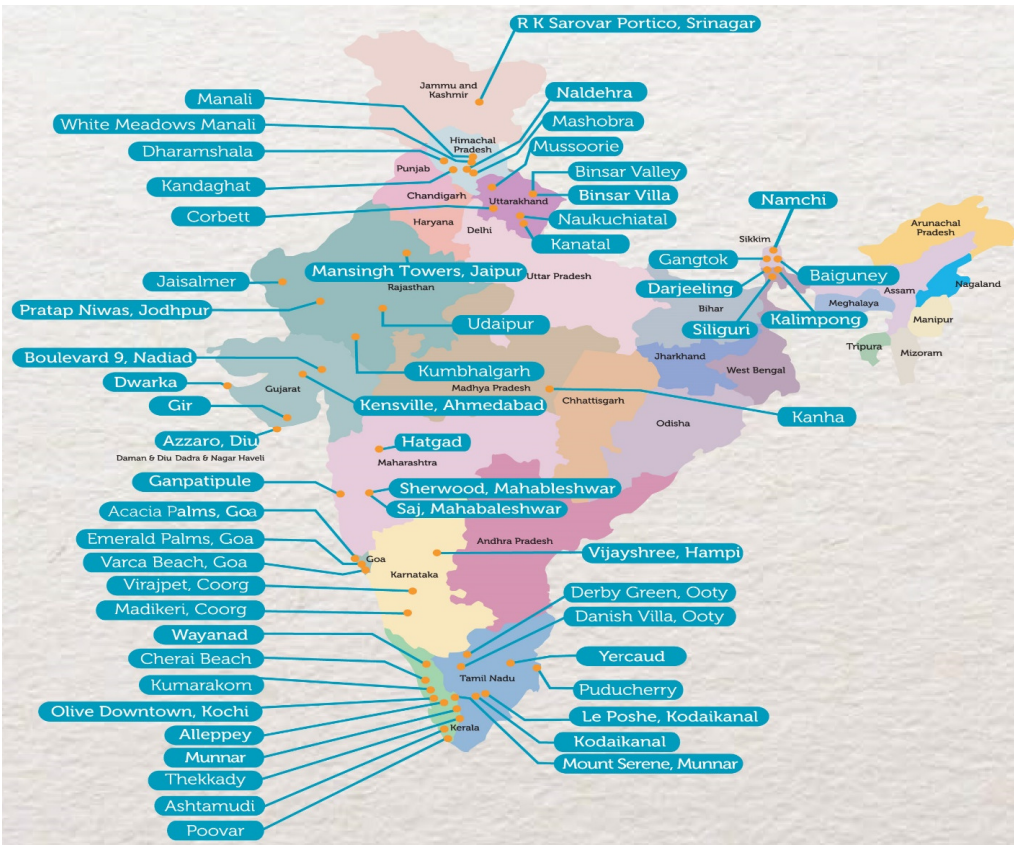 R K Sarovar Portico, Srinagar
Jammu and
Kashmir
Manali
Naldehra
White Meadows Manali
Mashobra
Himachal
Pradesh
Mussoorie
Dharamshala
Punjab
Binsar Valley
Kandaghat
Chandigarh
Uttarakhand
Binsar Villa
Corbett
Haryana
Delhi
Naukuchiatal
Kanatal
Namchi
Arunachal
Pradesh
Sikkim
Gangtok
Mansingh Towers, Jaipur
Uttar Pradesh
Baiguney
Jaisalmer
Rajasthan
Darjeeling
Assam
Nagaland
Pratap Niwas, Jodhpur
Bihar
Meghalaya
Kalimpong
Manipur
Udaipur
Siliguri
Tripura
Mizoram
Boulevard 9, Nadiad
Jharkhand
Kumbhalgarh
West Bengal
Dwarka
Gujarat
Madhya Pradesh
Chhattisgarh
Gir
Kensville, Ahmedabad
Kanha
Odisha
Azzaro, Diu
Hatgad
Daman & Diu Dadra & Nagar Haveli
Maharashtra
Ganpatipule
Sherwood, Mahableshwar
Saj, Mahabaleshwar
Acacia Palms, Goa
Emerald Palms, Goa
Andhra Pradesh
Varca Beach, Goa
Goa
Vijayshree, Hampi
Karnataka
Virajpet, Coorg
Derby Green, Ooty
Madikeri, Coorg
Danish Villa, Ooty
Wayanad
Cherai Beach
Yercaud
Tamil Nadu
Kumarakom
Puducherry
Olive Downtown, Kochi
Le Poshe, Kodaikanal
Kerala
Alleppey
Kodaikanal
Munnar
Mount Serene, Munnar
Thekkady
Ashtamudi
Poovar